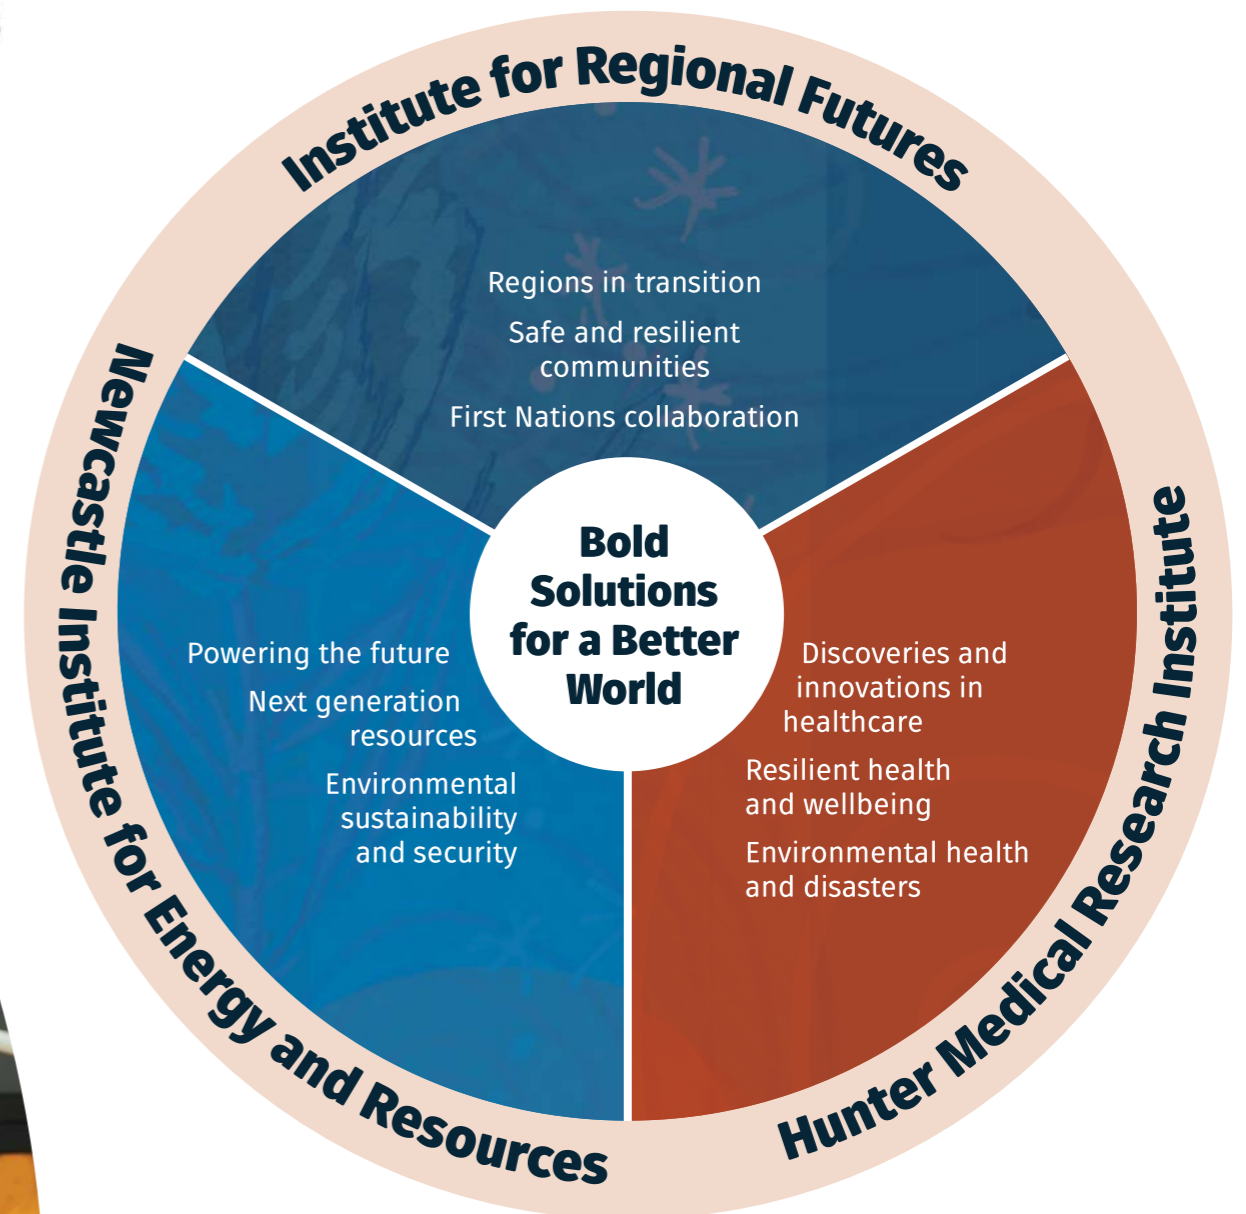 Institute for Regional Futures
Regions in transition
Safe and resilient
communities
First Nations collaboration
Bold
Solutions
for a Better
World
Newcastle Institute for Energy and Resources
Powering the future
Next generation
resources
Environmental
sustainability
and security
Hunter Medical Research Institute
Discoveries and
innovations in
healthcare
Resilient health
and wellbeing
Environmental health
and disasters